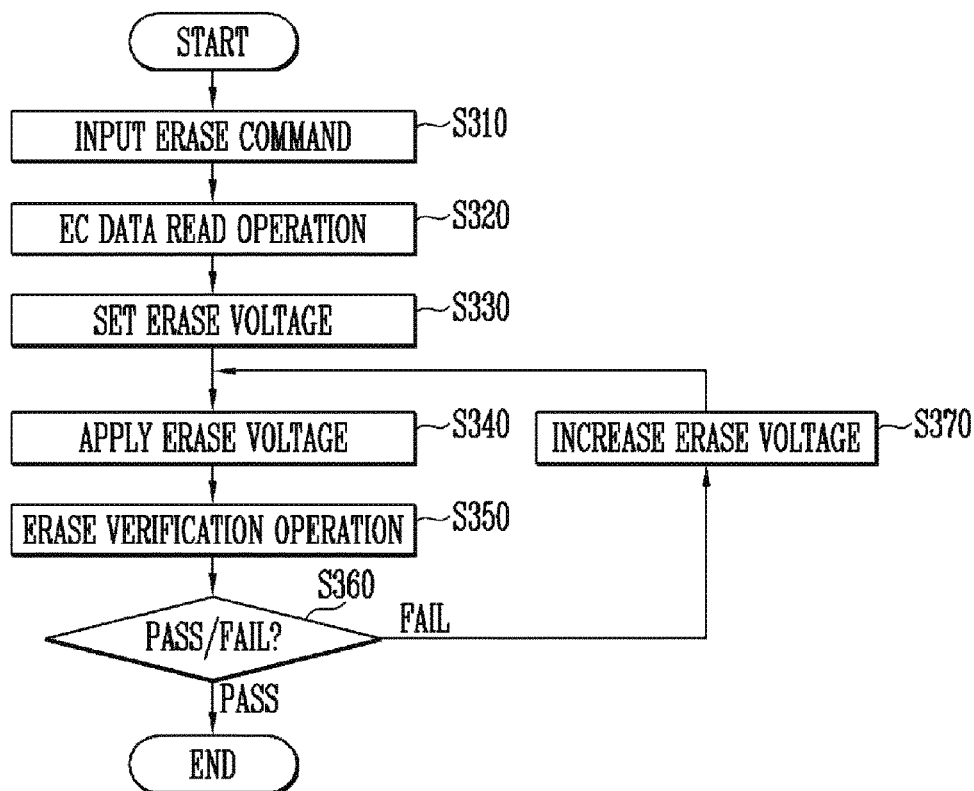 START
INPUT ERASE COMMAND
S310
EC DATA READ OPERATION
S320
SET ERASE VOLTAGE
S330
APPLY ERASE VOLTAGE
S340
INCREASE ERASE VOLTAGE
S370
ERASE VERIFICATION OPERATION
S350
S360
PASS/FAIL?
FAIL
PASS
END